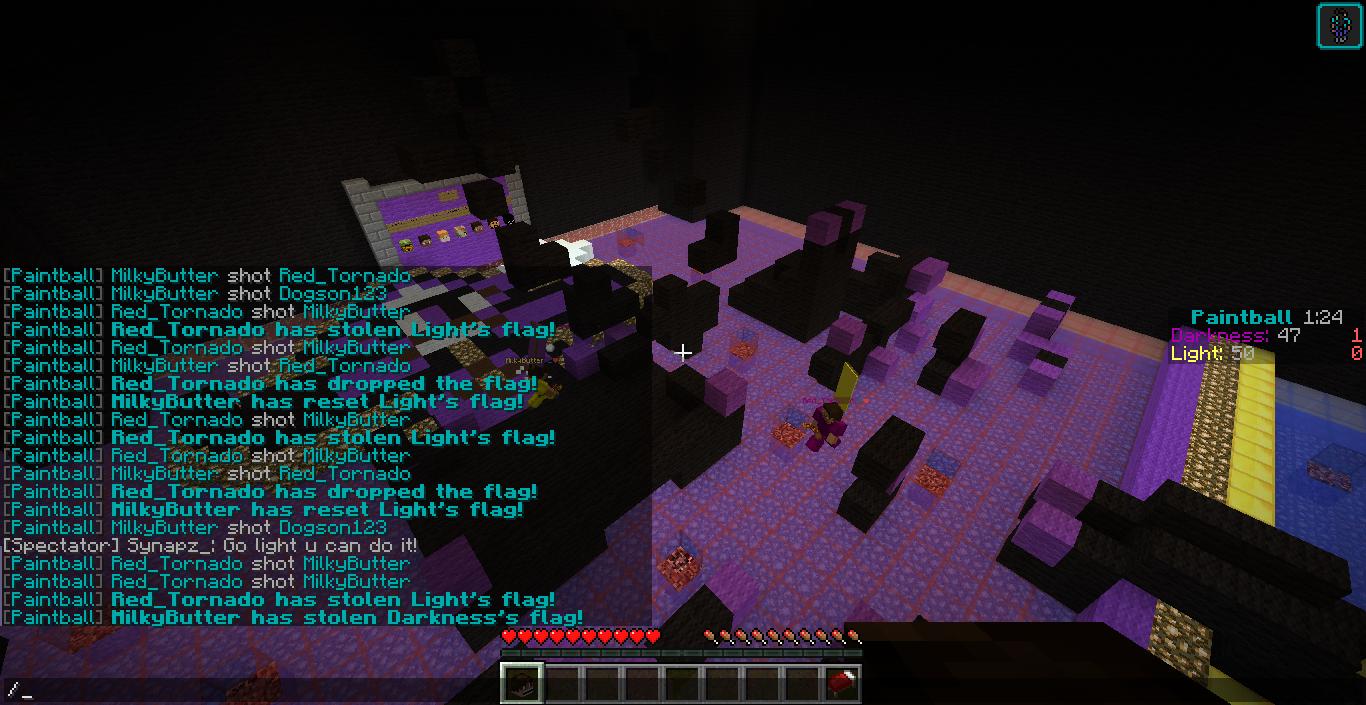 [Paintball] MilkyButter shot Red_Tornado
[Paintball] MilkyButter shot Dogson123
[Paintball] Red_Tornado shot MilkyButter
[Paintball] Red_Tornado has stolen Light's flag!
[Paintball] Red_Tornado shot MilkyButter
[Paintball] MilkyButter shot Red_Tornado
[Paintball] Red_Tornado has dropped the flag!
[Paintball] MilkyButter has reset Light's flag!
[Paintball] Red_Tornado shot MilkyButter
[Paintball] Red_Tornado has stolen Light's flag!
[Paintball] Red_Tornado shot MilkyButter
[Paintball] MilkyButter shot Red_Tornado
[Paintball] Red_Tornado has dropped the flag!
[Paintball] MilkyButter has reset Light's flag!
[Paintball] MilkyButter shot Dogson123
[Spectator] Synapz_: Go light u can do it!
[Paintball] Red_Tornado shot MilkyButter
[Paintball] Red_Tornado shot MilkyButter
[Paintball] Red_Tornado has stolen Light's flag!
[Paintball] MilkyButter has stolen Darkness's flag!
/_
MilkyButter
Paintball 1:24
Darkness: 47 1
Light: 50 0